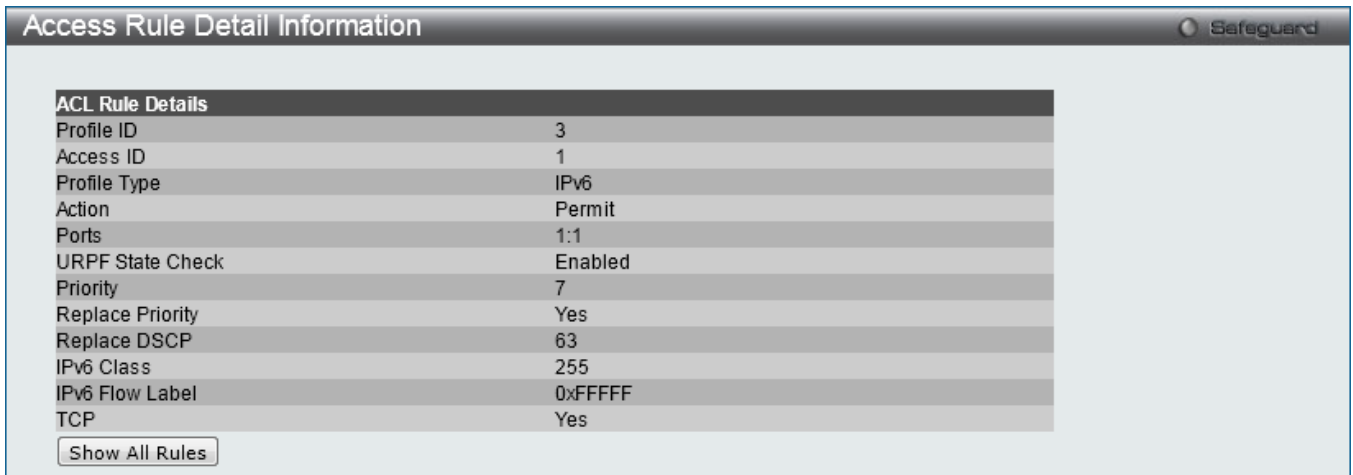 Access Rule Detail Information Safeguard
ACL Rule Details
Profile ID 3
Access ID 1
Profile Type IPv6
Action Permit
Ports 1:1
URPF State Check Enabled
Priority 7
Replace Priority Yes
Replace DSCP 63
IPv6 Class 255
IPv6 Flow Label 0xFFFFF
TCP Yes
Show All Rules